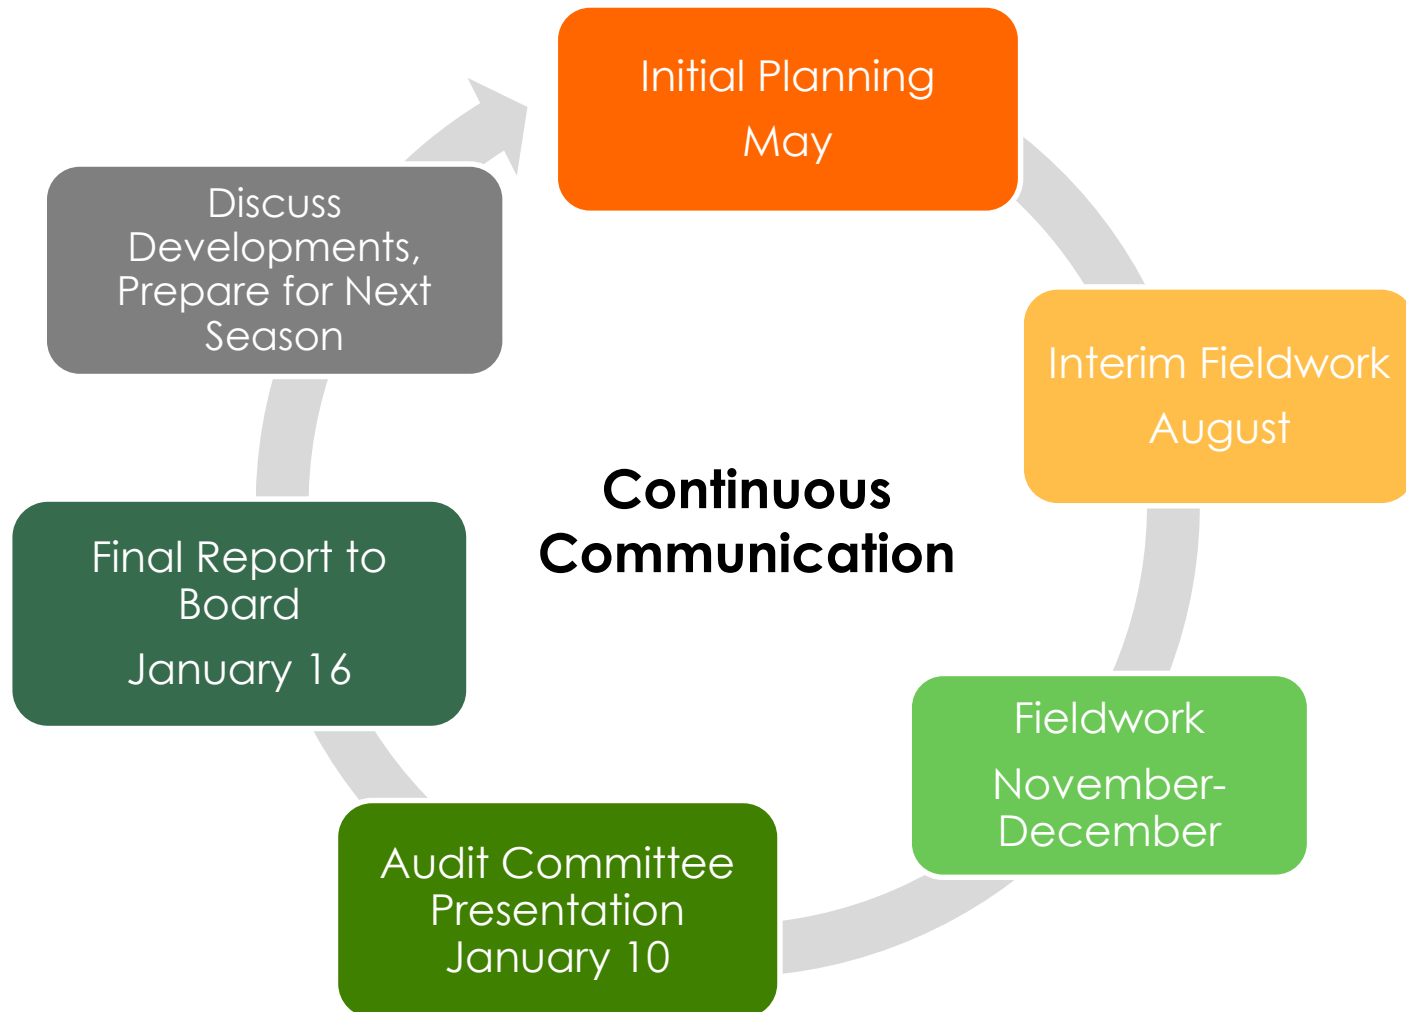 Initial Planning
May
Discuss
Developments,
Prepare for Next
Season
Interim Fieldwork
August
Continuous
Communication
Final Report to
Board
January 16
Fieldwork
November-
December
Audit Committee
Presentation
January 10